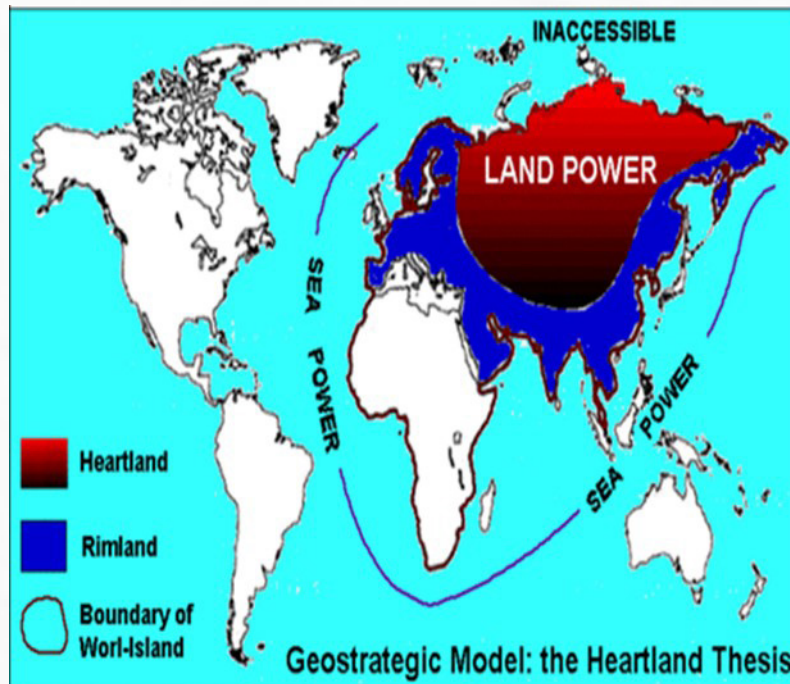 INACCESSIBLE
LAND POWER
SEA POWER
SEA POWER
Heartland
Rimland
Boundary of
Worl-Island
Geostrategic Model: the Heartland Thesis